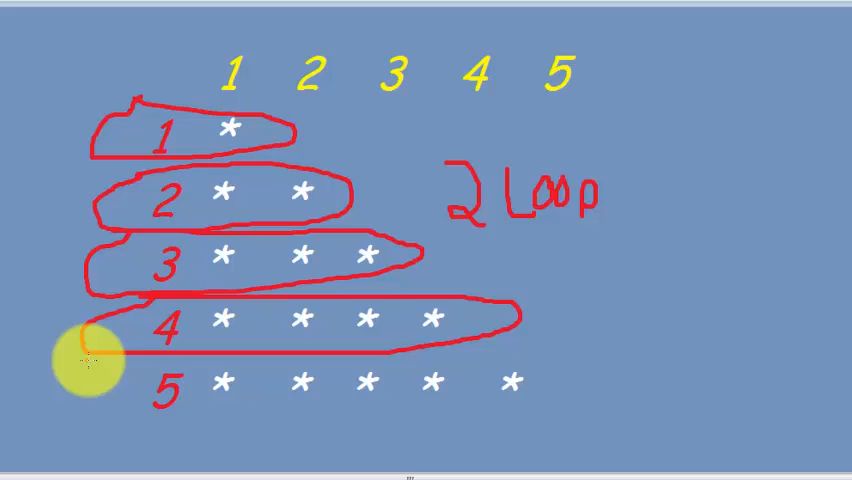 1 2 3 4 5
1 *
2 * *
2 Loop
3 * * *
4 * * * *
5 * * * * *